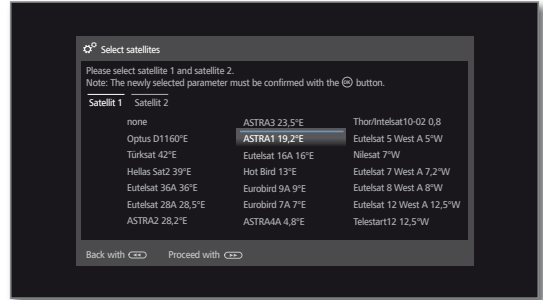 Select satellites
Please select satellite 1 and satellite 2.
Note: The newly selected parameter must be confirmed with the OK button.
Satellit 1 Satellit 2
none ASTRA3 23,5°E Thor/Intelsat10-02 0,8
Optus D1160°E ASTRA1 19,2°E Eutelsat 5 West A 5°W
Türksat 42°E Eutelsat 16A 16°E Nilesat 7°W
Hellas Sat2 39°E Hot Bird 13°E Eutelsat 7 West A 7,2°W
Eutelsat 36A 36°E Eurobird 9A 9°E Eutelsat 8 West A 8°W
Eutelsat 28A 28,5°E Eurobird 7A 7°E Eutelsat 12 West A 12,5°W
ASTRA2 28,2°E ASTRA4A 4,8°E Telestart12 12,5°W
Back with Proceed with